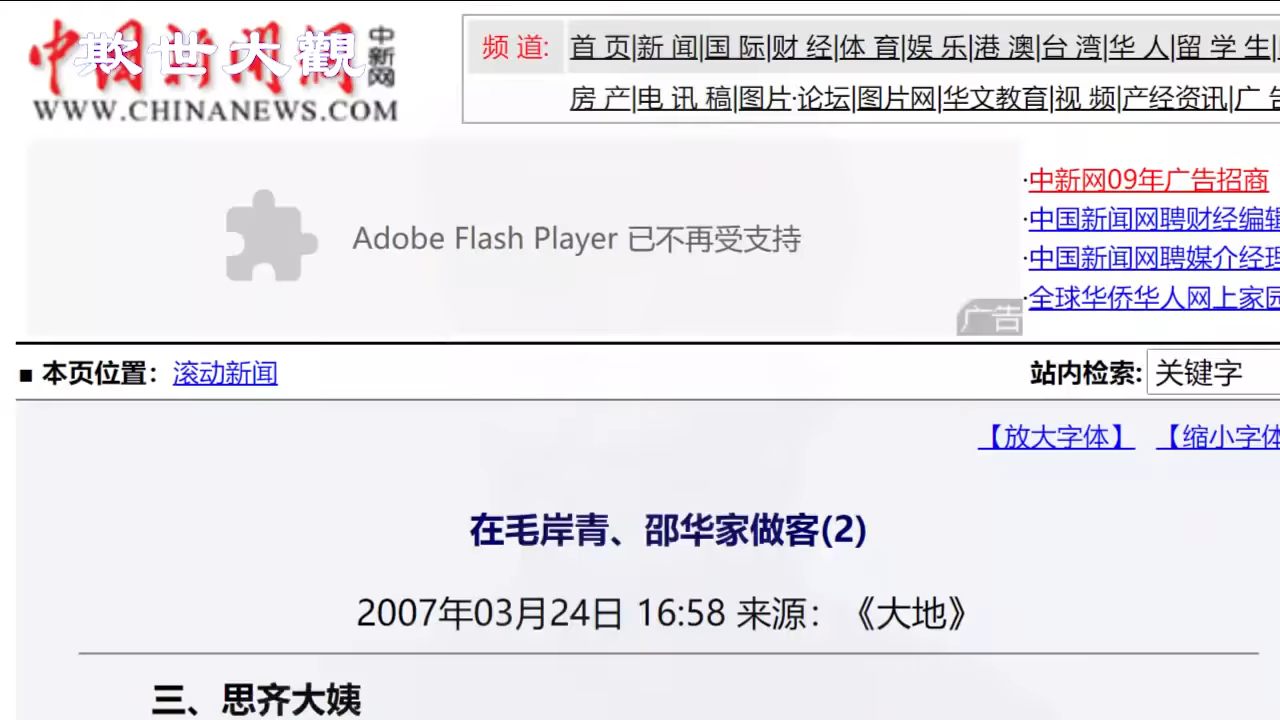 中国新闻网 中新网
欺世大觀
WWW.CHINANEWS.COM
频 道: 首 页|新 闻|国 际|财 经|体 育|娱 乐|港 澳|台 湾|华 人|留 学 生|
房 产|电 讯 稿|图片·论坛|图片网|华文教育|视 频|产经资讯|广 告
Adobe Flash Player 已不再受支持
广告
·中新网09年广告招商
·中国新闻网聘财经编辑
·中国新闻网聘媒介经理
·全球华侨华人网上家园
■ 本页位置：滚动新闻
站内检索: 关键字
【放大字体】 【缩小字体
在毛岸青、邵华家做客(2)
2007年03月24日 16:58 来源：《大地》
三、思齐大姨